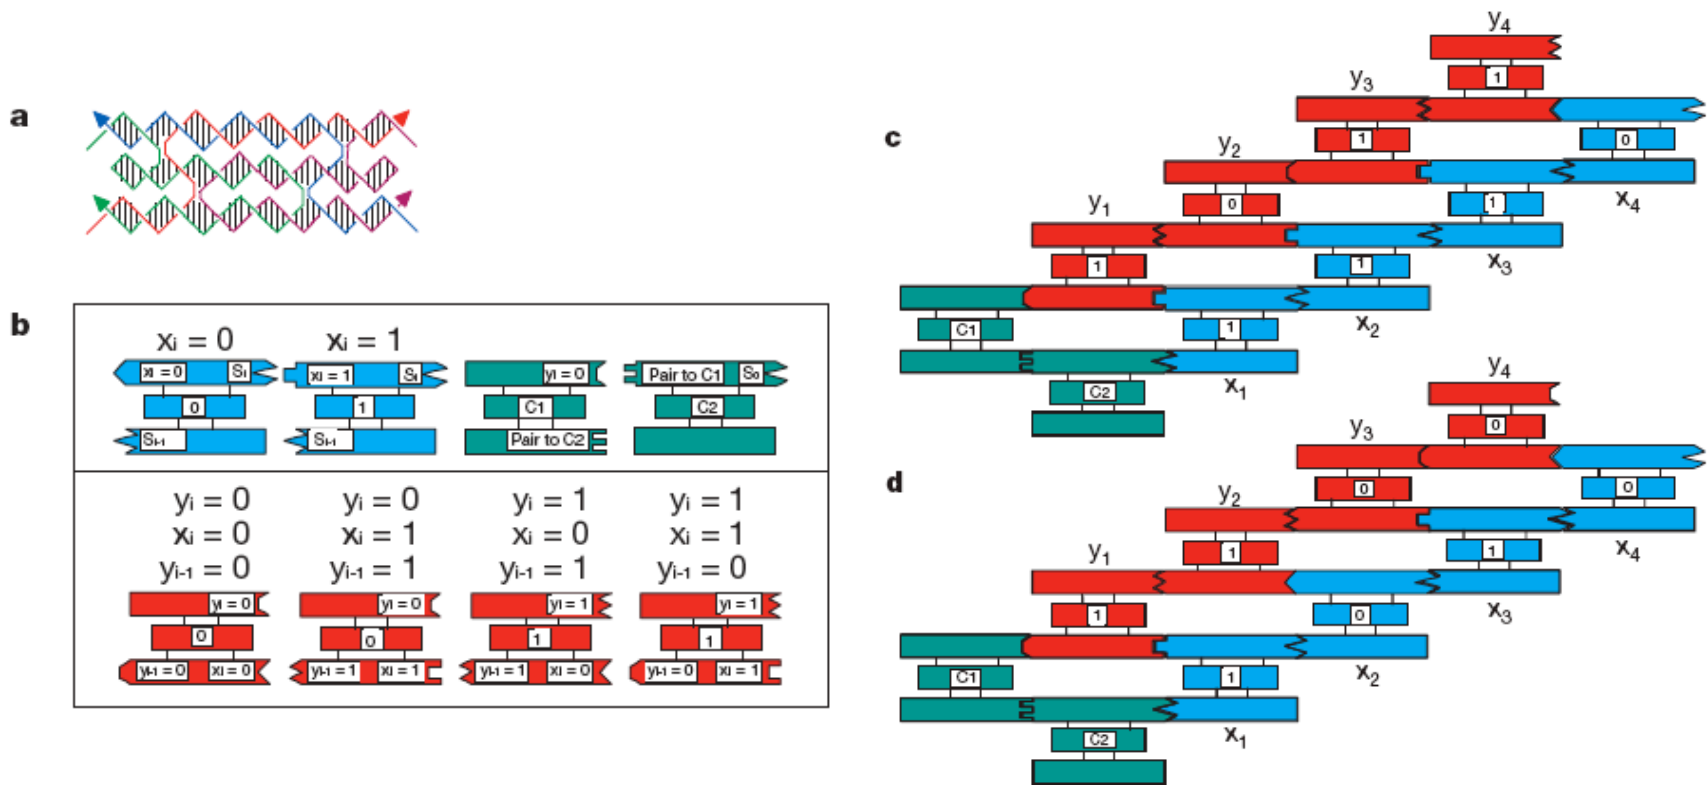 a
b
xᵢ = 0 xᵢ = 1
xᵢ = 0 Sᵢ xᵢ = 1 Sᵢ yᵢ = 0 Pair to C1 S₀
0 1 C1 C2
Sᵢ₋₁ Sᵢ₋₁ Pair to C2
yᵢ = 0 yᵢ = 0 yᵢ = 1 yᵢ = 1
xᵢ = 0 xᵢ = 1 xᵢ = 0 xᵢ = 1
yᵢ₋₁ = 0 yᵢ₋₁ = 1 yᵢ₋₁ = 1 yᵢ₋₁ = 0
yᵢ = 0 yᵢ = 0 yᵢ = 1 yᵢ = 1
0 0 1 1
yᵢ₋₁ = 0 xᵢ = 0 yᵢ₋₁ = 1 xᵢ = 1 yᵢ₋₁ = 1 xᵢ = 0 yᵢ₋₁ = 0 xᵢ = 1
c
y₄
1
y₃
1 0
y₂ x₄
0 1
y₁ x₃
1 1
x₂
C1 1
x₁
C2
d
y₄
0
y₃
0 0
y₂ x₄
1 1
y₁ x₃
1 0
x₂
C1 1
x₁
C2